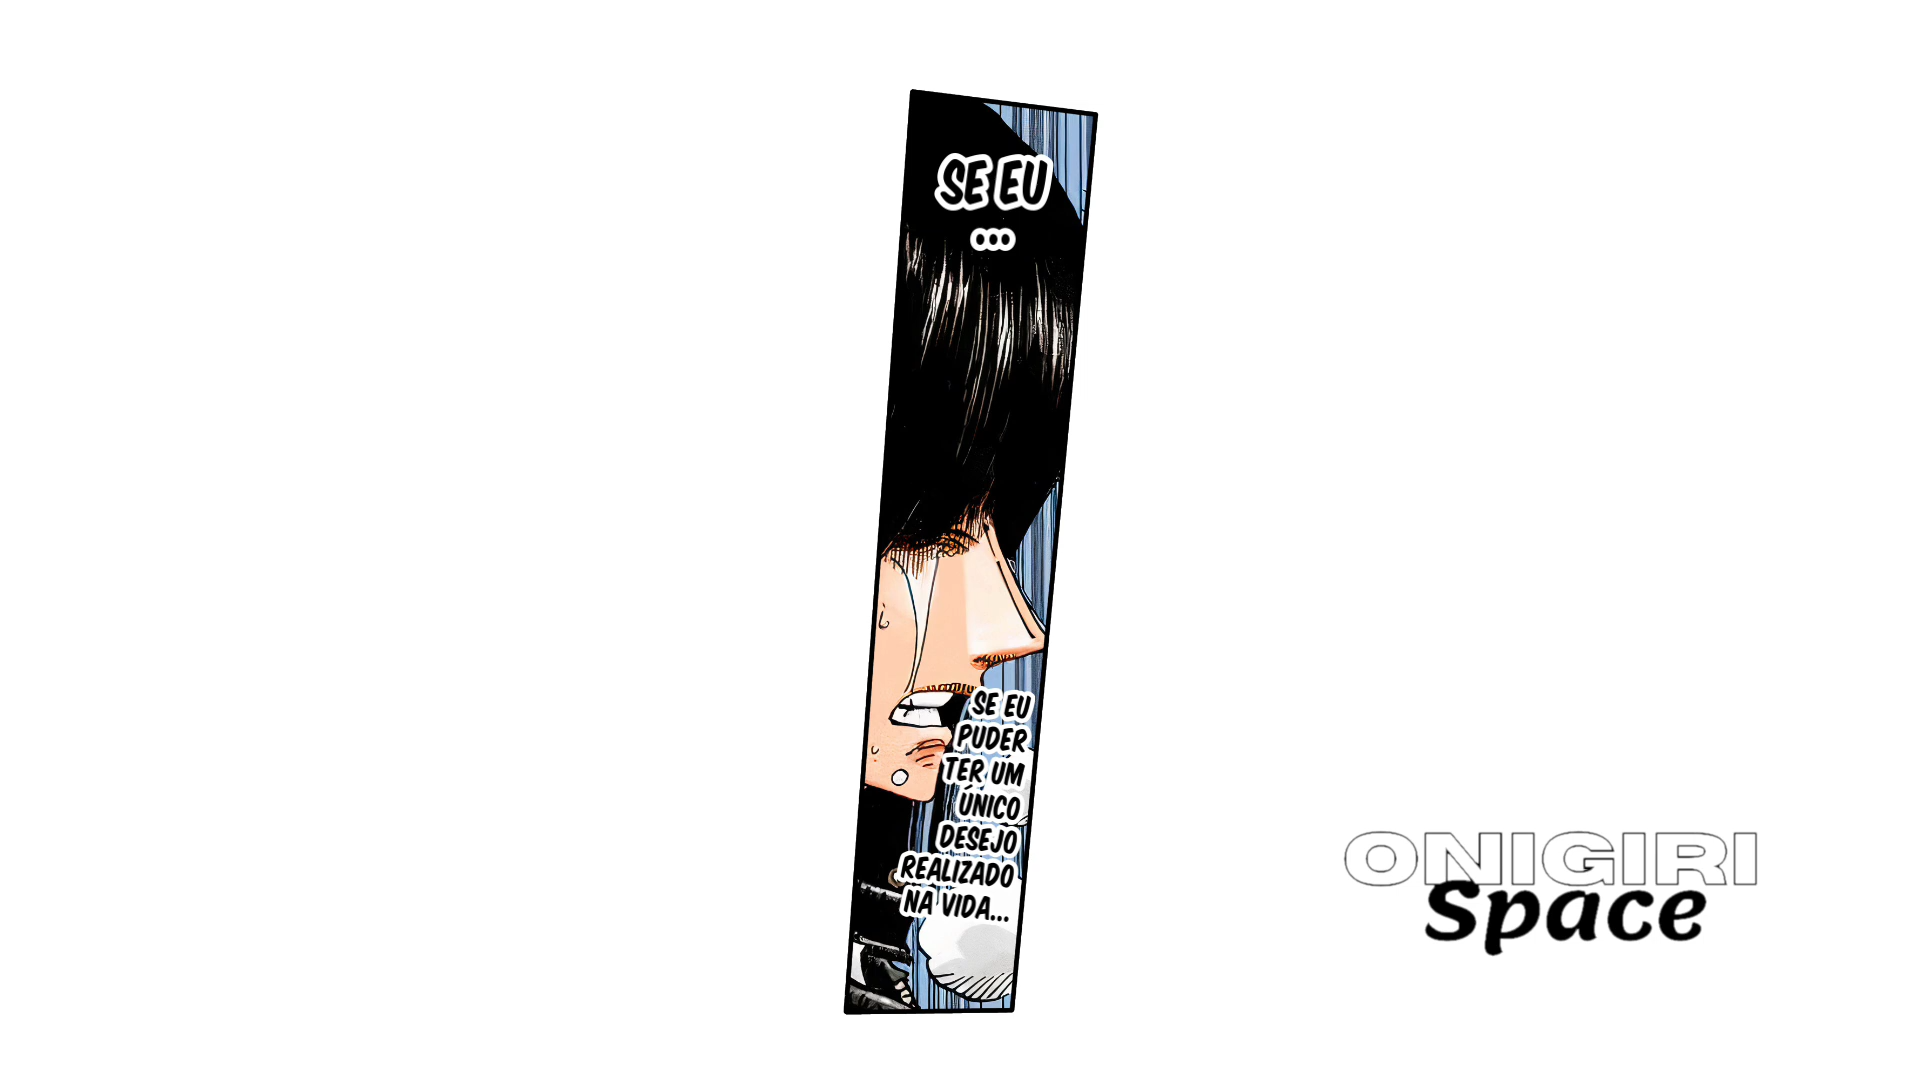 SE EU
...
SE EU
PUDER
TER UM
ÚNICO
DESEJO
REALIZADO
NA VIDA...
ONIGIRI
Space